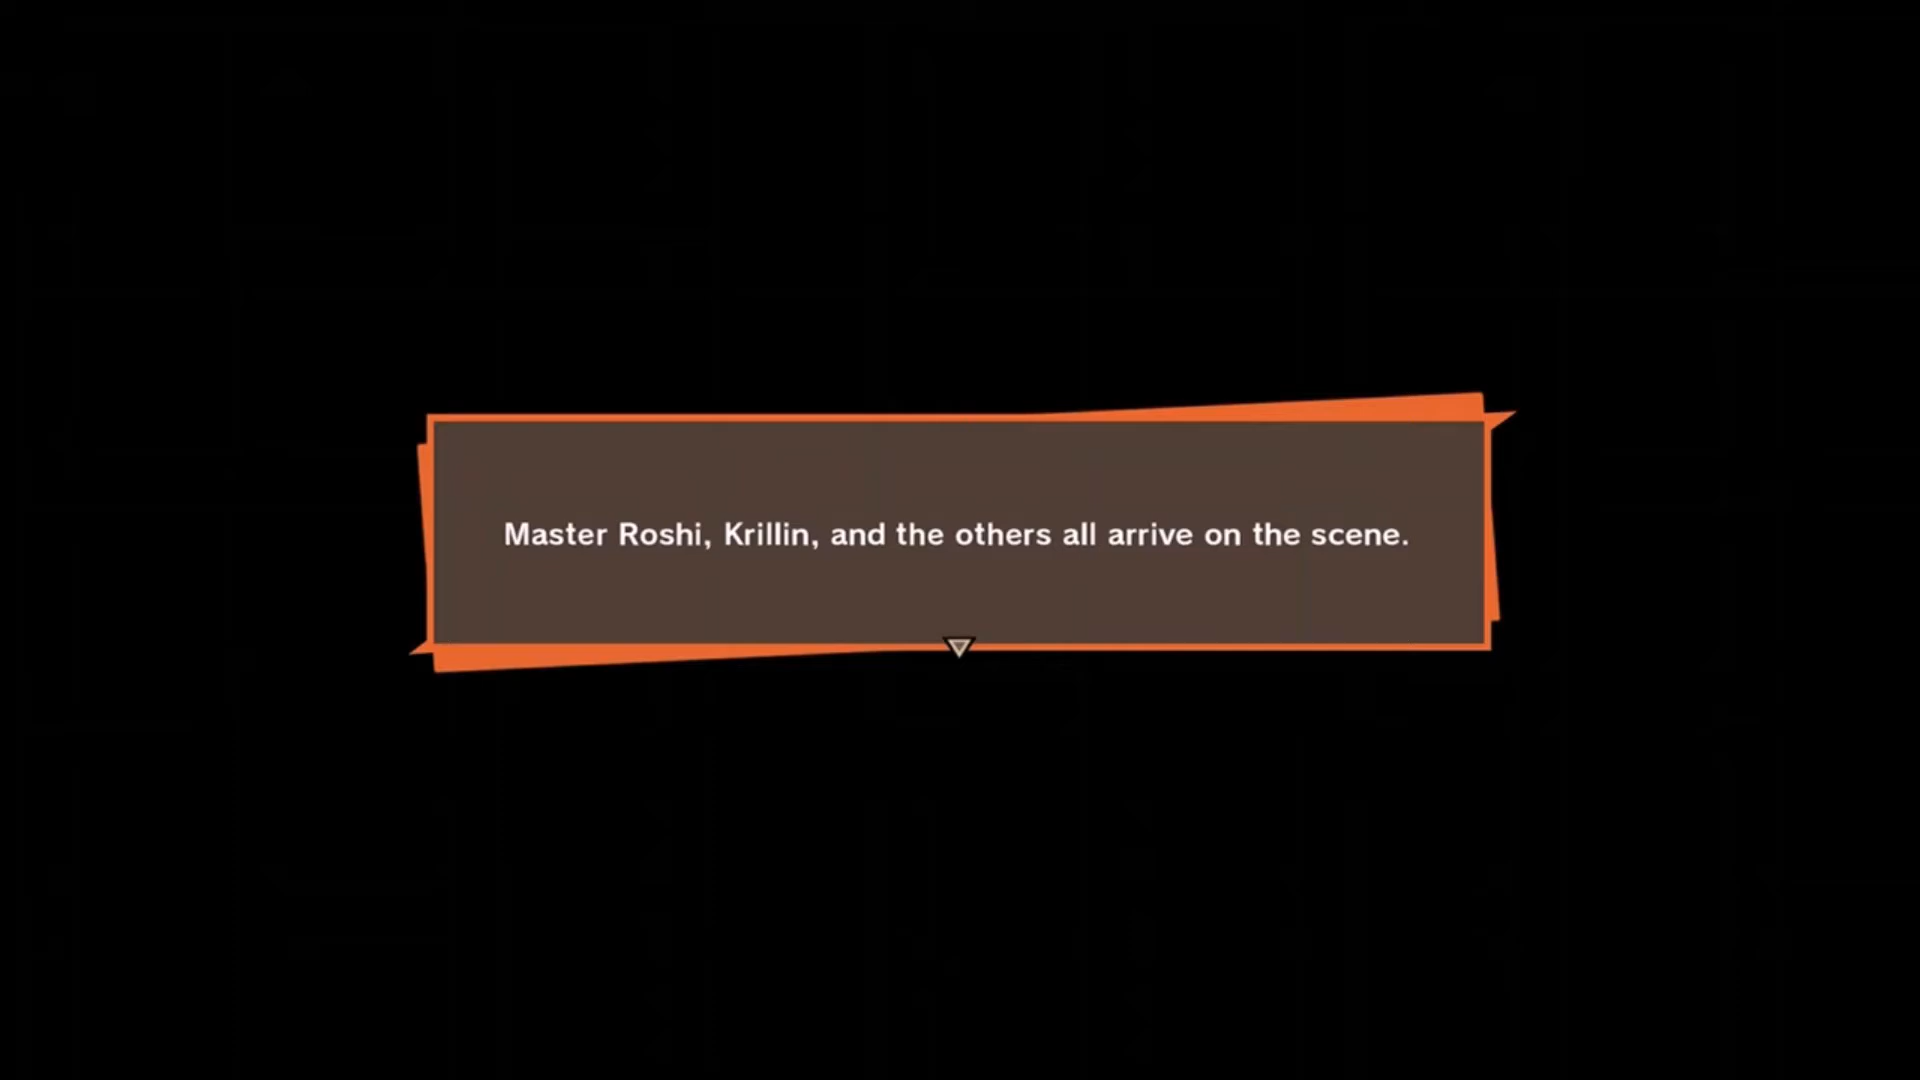 Master Roshi, Krillin, and the others all arrive on the scene.